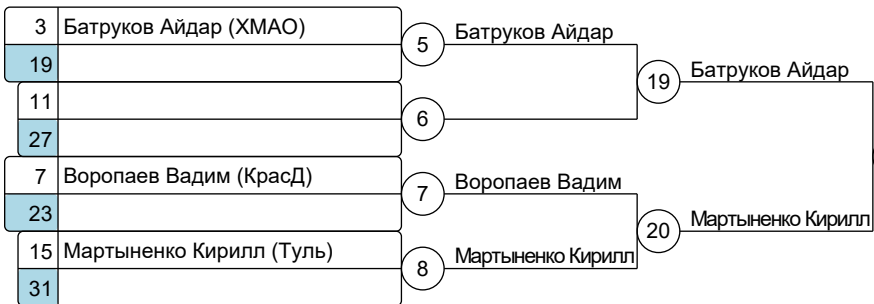 3 Батруков Айдар (ХМАО)
19
5 Батруков Айдар
11
27
6
19 Батруков Айдар
7 Воропаев Вадим (КрасД)
23
7 Воропаев Вадим
15 Мартыненко Кирилл (Туль)
31
8 Мартыненко Кирилл
20 Мартыненко Кирилл